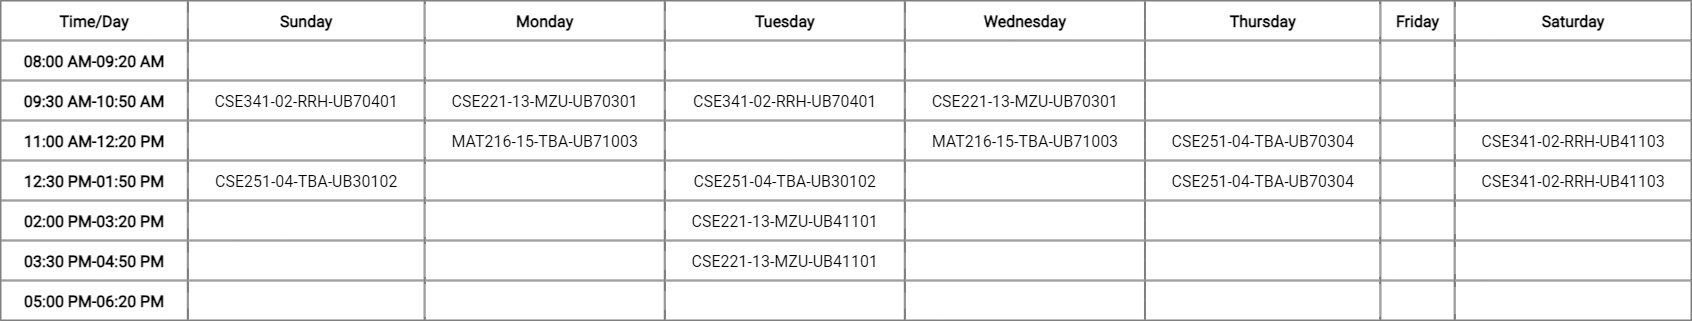 Time/Day Sunday Monday Tuesday Wednesday Thursday Friday Saturday
08:00 AM-09:20 AM
09:30 AM-10:50 AM CSE341-02-RRH-UB70401 CSE221-13-MZU-UB70301 CSE341-02-RRH-UB70401 CSE221-13-MZU-UB70301
11:00 AM-12:20 PM MAT216-15-TBA-UB71003 MAT216-15-TBA-UB71003 CSE251-04-TBA-UB70304 CSE341-02-RRH-UB41103
12:30 PM-01:50 PM CSE251-04-TBA-UB30102 CSE251-04-TBA-UB30102 CSE251-04-TBA-UB70304 CSE341-02-RRH-UB41103
02:00 PM-03:20 PM CSE221-13-MZU-UB41101
03:30 PM-04:50 PM CSE221-13-MZU-UB41101
05:00 PM-06:20 PM